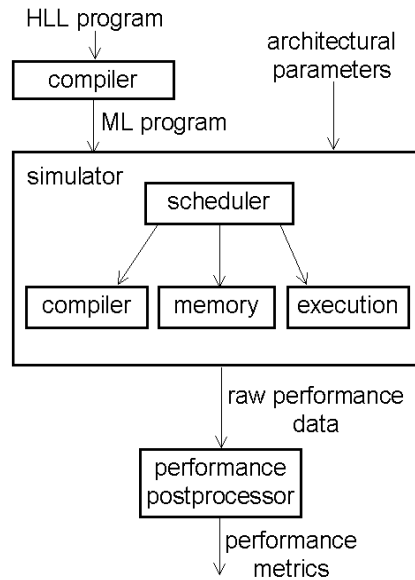 HLL program
architectural
parameters
compiler
ML program
simulator
scheduler
compiler
memory
execution
raw performance
data
performance
postprocessor
performance
metrics